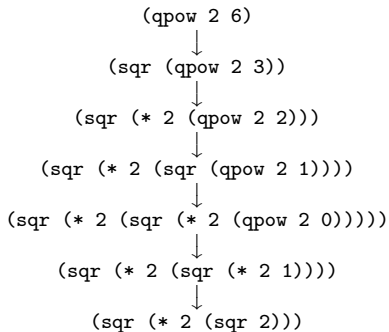 (qpow 2 6)
(sqr (qpow 2 3))
(sqr (* 2 (qpow 2 2)))
(sqr (* 2 (sqr (qpow 2 1))))
(sqr (* 2 (sqr (* 2 (qpow 2 0)))))
(sqr (* 2 (sqr (* 2 1))))
(sqr (* 2 (sqr 2)))